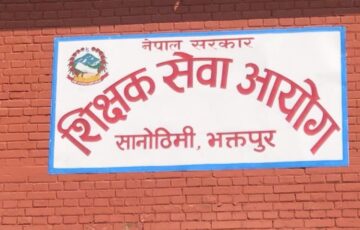 नेपाल सरकार
शिक्षक सेवा आयोग
सानोठिमी, भक्तपुर